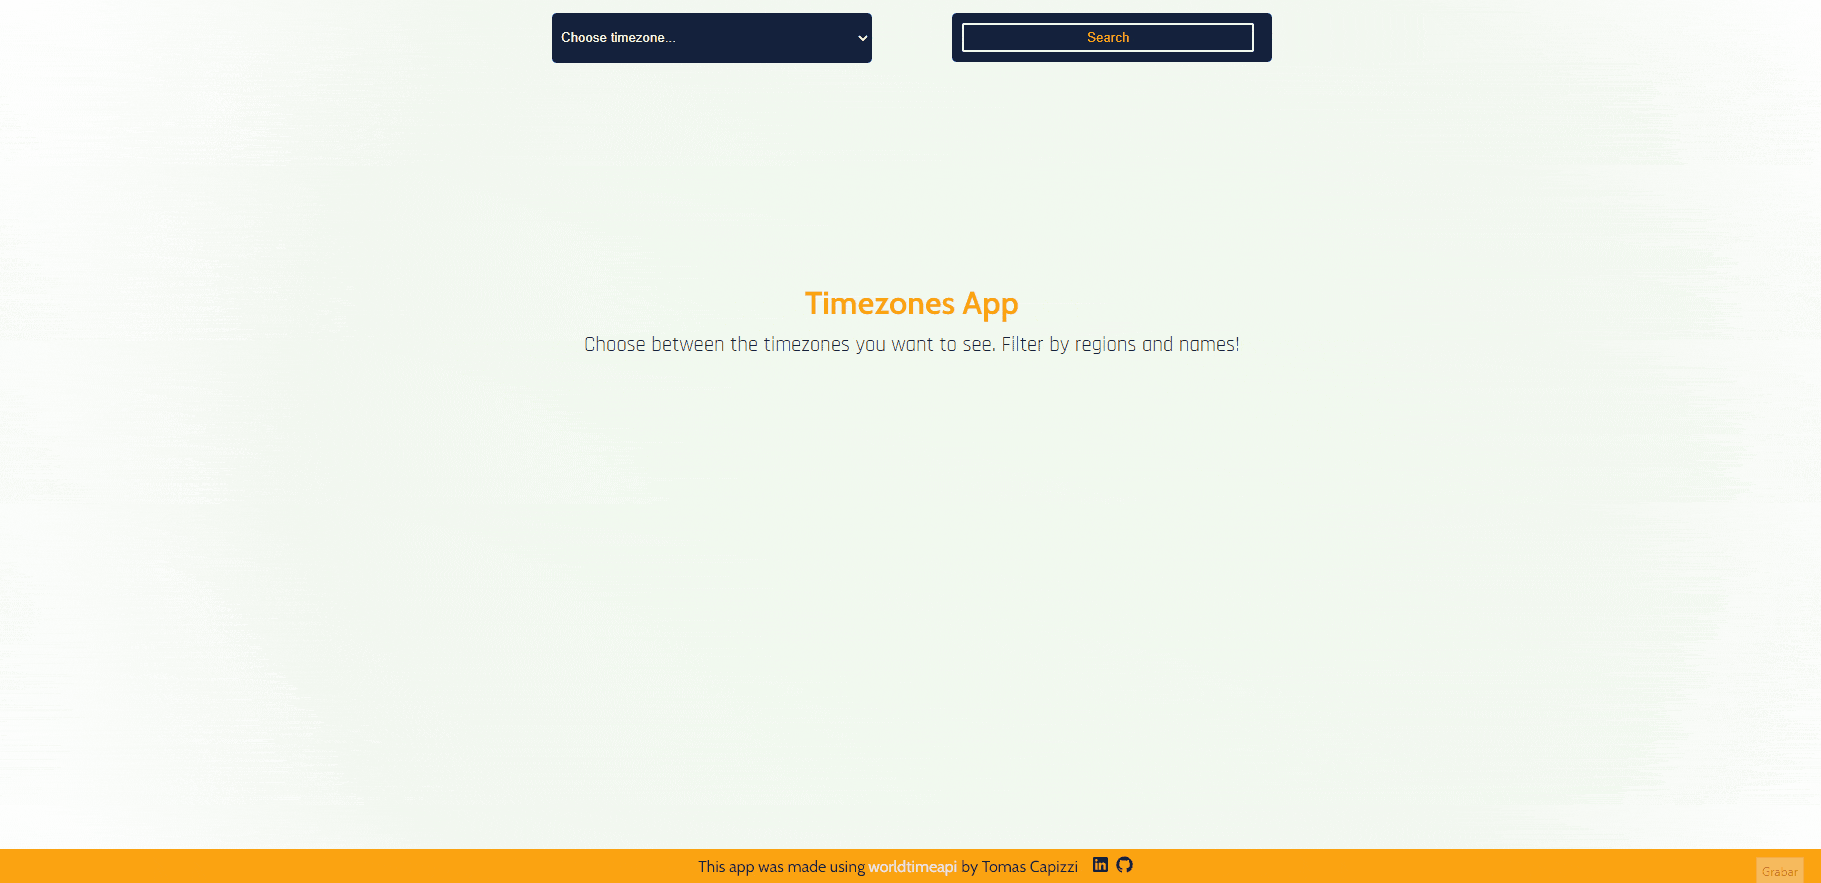 Choose timezone...
Search
Timezones App
Choose between the timezones you want to see. Filter by regions and names!
This app was made using worldtimeapi by Tomas Capizzi
Grabar